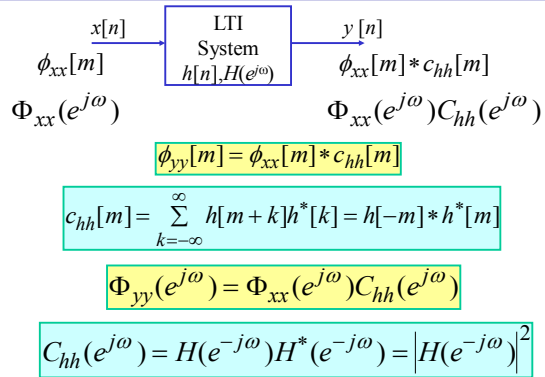 x[n] LTI y[n]
System
h[n],H(e^{jω})
ϕ_{xx}[m] ϕ_{xx}[m]*c_{hh}[m]
Φ_{xx}(e^{jω}) Φ_{xx}(e^{jω})C_{hh}(e^{jω})
ϕ_{yy}[m] = ϕ_{xx}[m]*c_{hh}[m]
c_{hh}[m] = ∑_{k=-∞}^{∞} h[m+k]h^*[k] = h[-m]*h^*[m]
Φ_{yy}(e^{jω}) = Φ_{xx}(e^{jω})C_{hh}(e^{jω})
C_{hh}(e^{jω}) = H(e^{-jω})H^*(e^{-jω}) = |H(e^{-jω})|^2